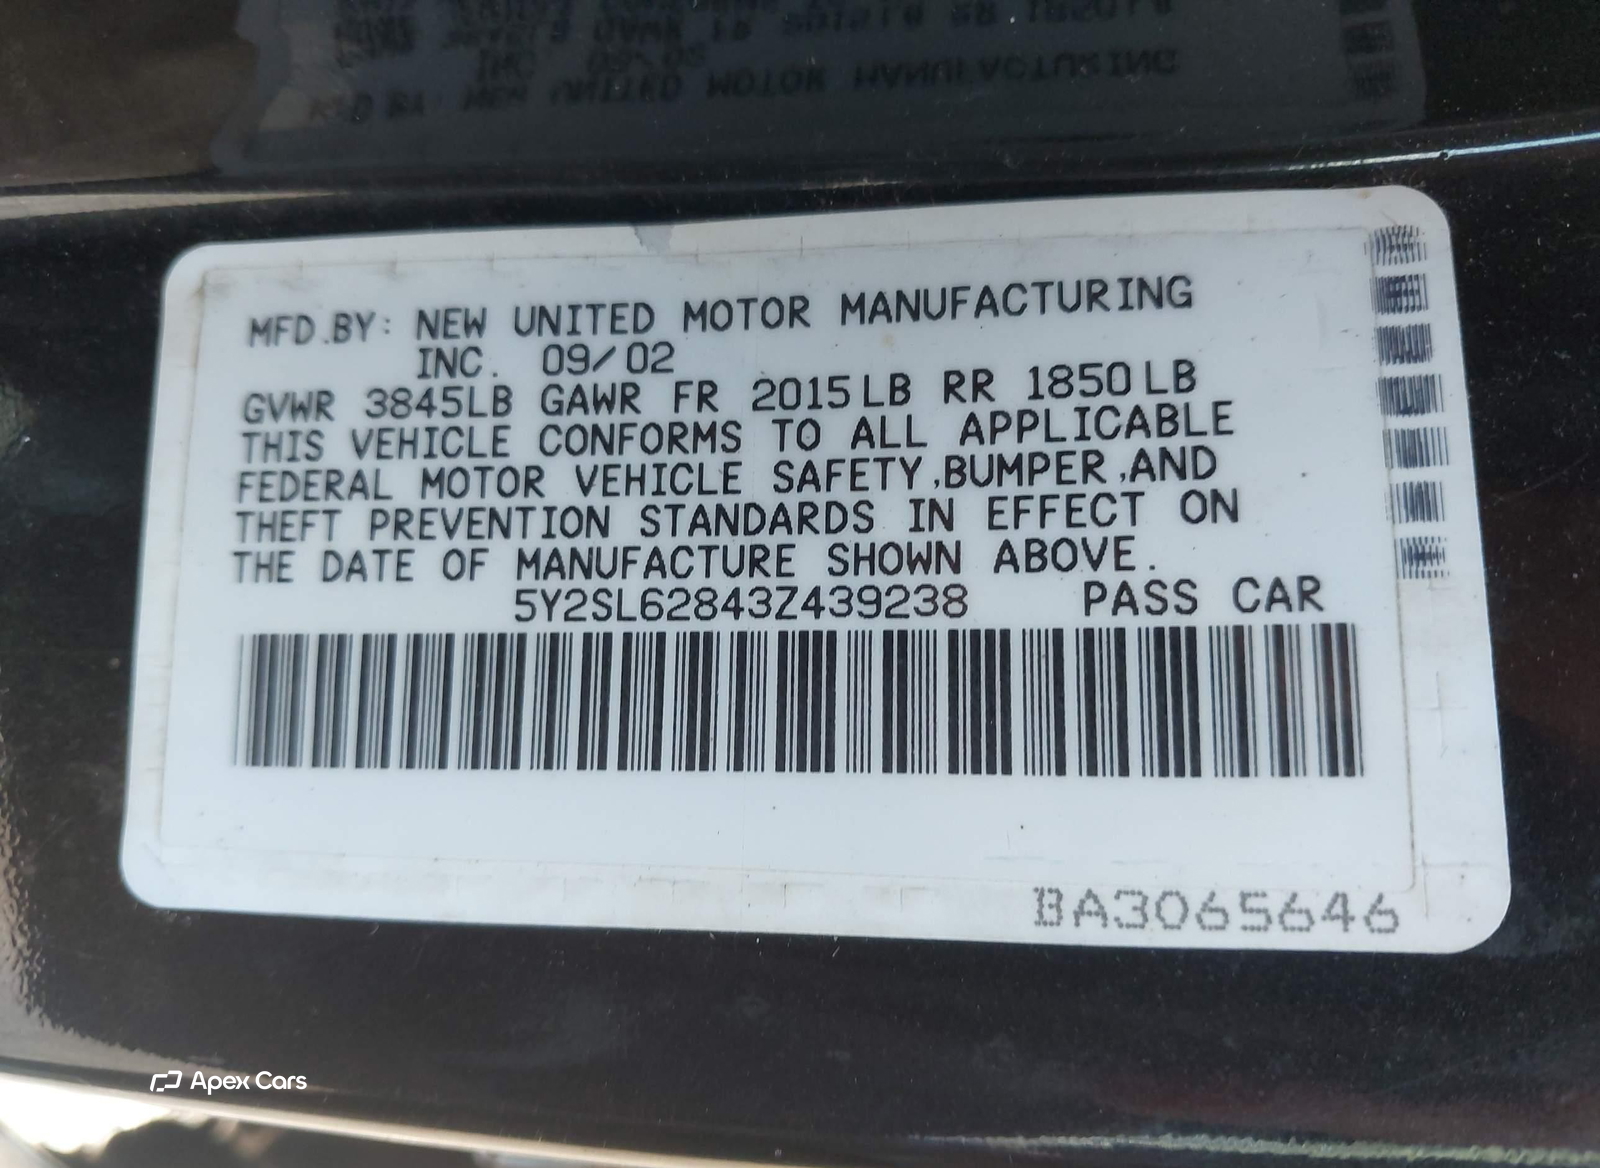 MFD.BY: NEW UNITED MOTOR MANUFACTURING
INC. 09/02
GVWR 3845LB GAWR FR 2015LB RR 1850LB
THIS VEHICLE CONFORMS TO ALL APPLICABLE
FEDERAL MOTOR VEHICLE SAFETY,BUMPER,AND
THEFT PREVENTION STANDARDS IN EFFECT ON
THE DATE OF MANUFACTURE SHOWN ABOVE.
5Y2SL62843Z439238 PASS CAR
BA3065646
Apex Cars